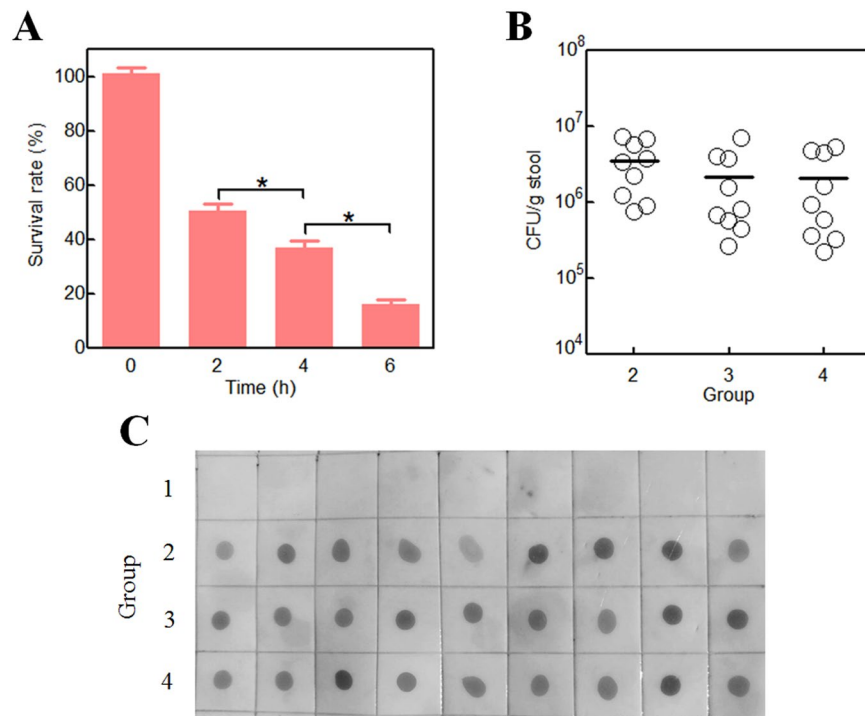 A
Survival rate (%)
100
80
60
40
20
0
*
*
0 2 4 6
Time (h)
B
CFU/g stool
10^8
10^7
10^6
10^5
10^4
2 3 4
Group
C
Group
1
2
3
4